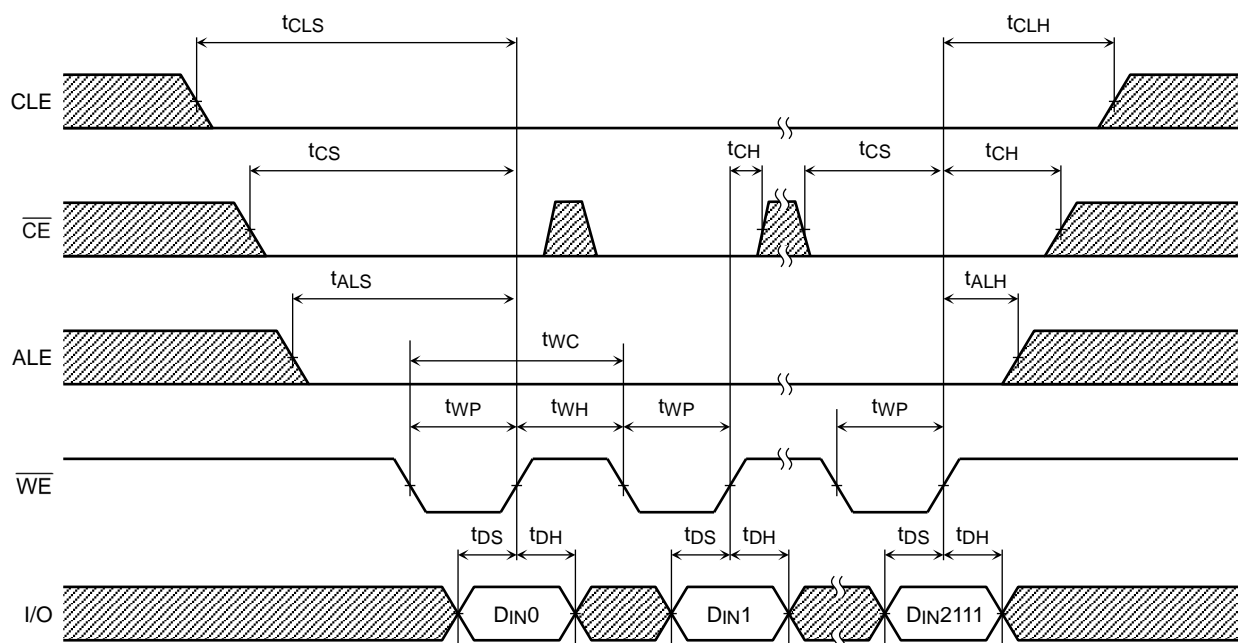 tCLS tCLH
CLE
tCS tCH tCS tCH
CE
tALS tALH
ALE
tWC
tWP tWH tWP tWP
WE
tDS tDH tDS tDH tDS tDH
I/O DIN0 DIN1 DIN2111